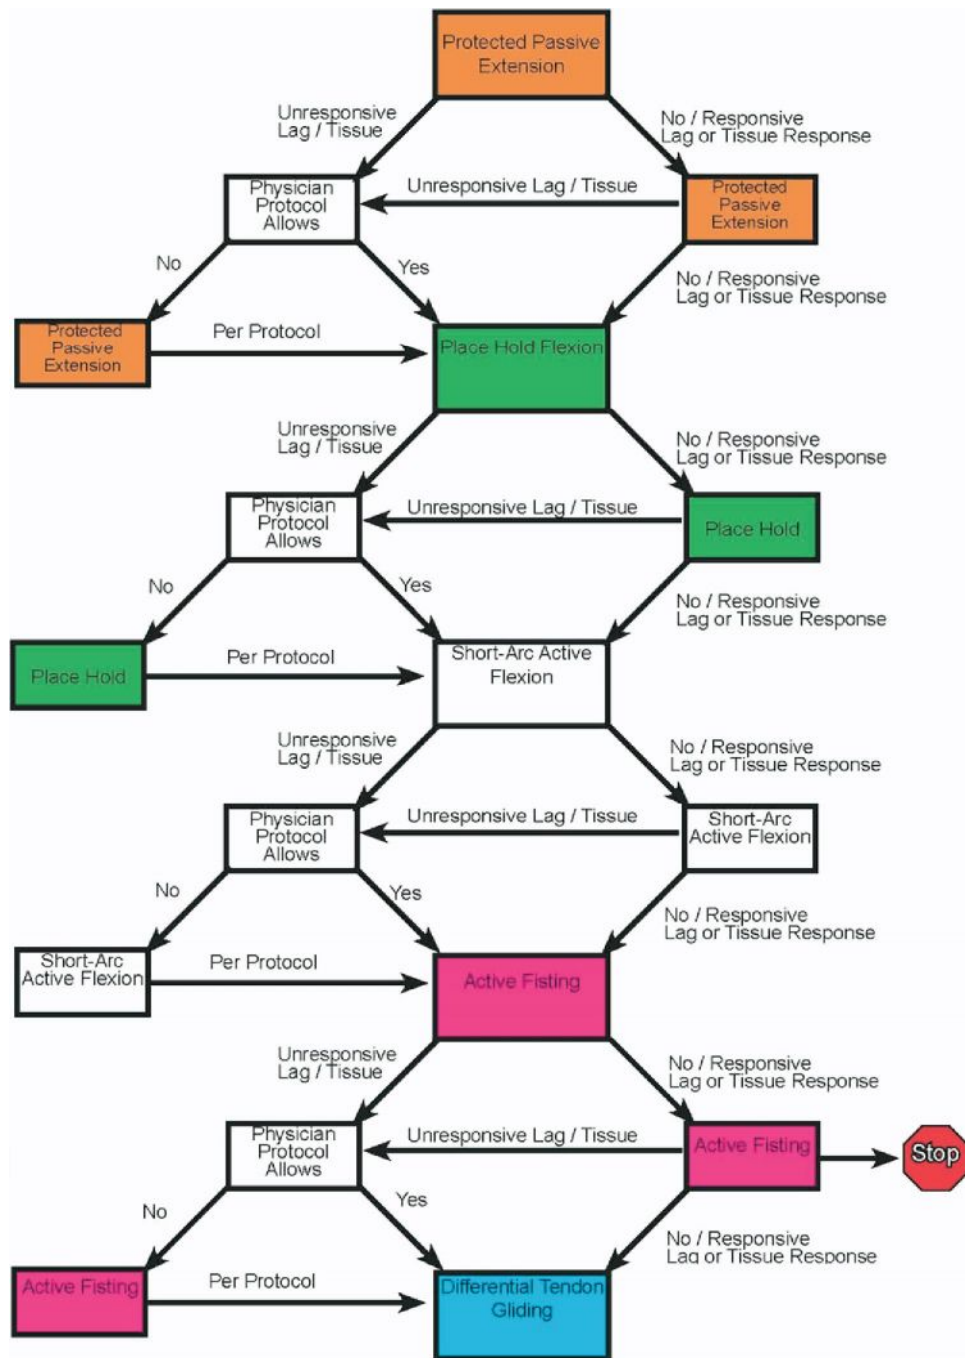 Protected Passive
Extension
Unresponsive
Lag / Tissue
No / Responsive
Lag or Tissue Response
Physician
Protocol
Allows
Unresponsive Lag / Tissue
Protected
Passive
Extension
No
Yes
No / Responsive
Lag or Tissue Response
Protected
Passive
Extension
Per Protocol
Place Hold Flexion
Unresponsive
Lag / Tissue
No / Responsive
Lag or Tissue Response
Physician
Protocol
Allows
Unresponsive Lag / Tissue
Place Hold
No
Yes
No / Responsive
Lag or Tissue Response
Place Hold
Per Protocol
Short-Arc Active
Flexion
Unresponsive
Lag / Tissue
No / Responsive
Lag or Tissue Response
Physician
Protocol
Allows
Unresponsive Lag / Tissue
Short-Arc
Active Flexion
No
Yes
No / Responsive
Lag or Tissue Response
Short-Arc
Active Flexion
Per Protocol
Active Fisting
Unresponsive
Lag / Tissue
No / Responsive
Lag or Tissue Response
Physician
Protocol
Allows
Unresponsive Lag / Tissue
Active Fisting
Stop
No
Yes
No / Responsive
Lag or Tissue Response
Active Fisting
Per Protocol
Differential Tendon
Gliding